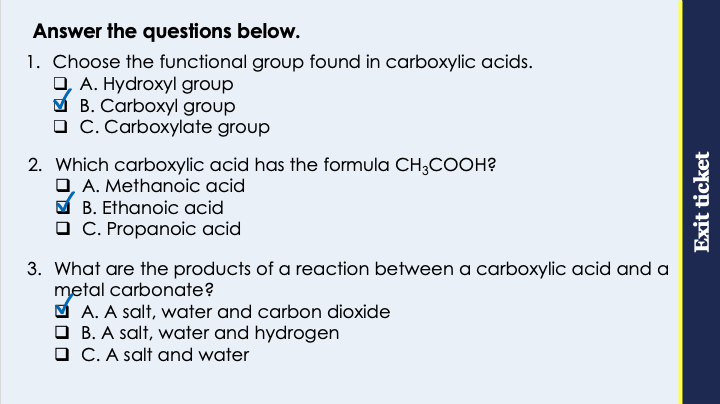 Answer the questions below.
1. Choose the functional group found in carboxylic acids.
A. Hydroxyl group
B. Carboxyl group
C. Carboxylate group
2. Which carboxylic acid has the formula CH₃COOH?
A. Methanoic acid
B. Ethanoic acid
C. Propanoic acid
3. What are the products of a reaction between a carboxylic acid and a
metal carbonate?
A. A salt, water and carbon dioxide
B. A salt, water and hydrogen
C. A salt and water
Exit ticket